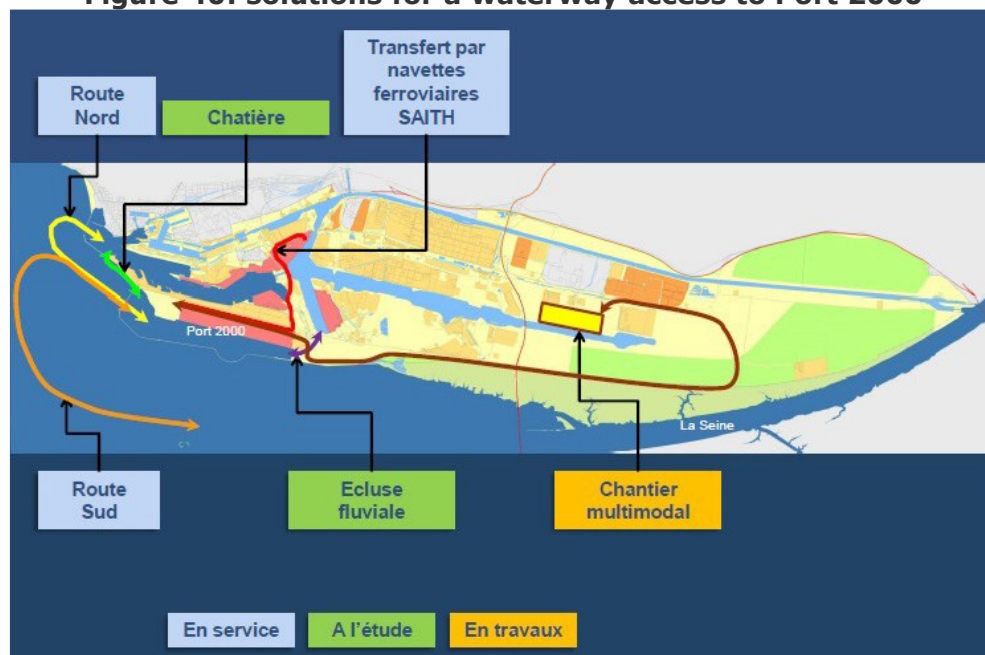 Figure 40: solutions for a waterway access to Port 2000
Route
Nord
Chatière
Transfert par
navettes
ferroviaires
SAITH
Port 2000
La Seine
Route
Sud
Ecluse
fluviale
Chantier
multimodal
En service
A l'étude
En travaux